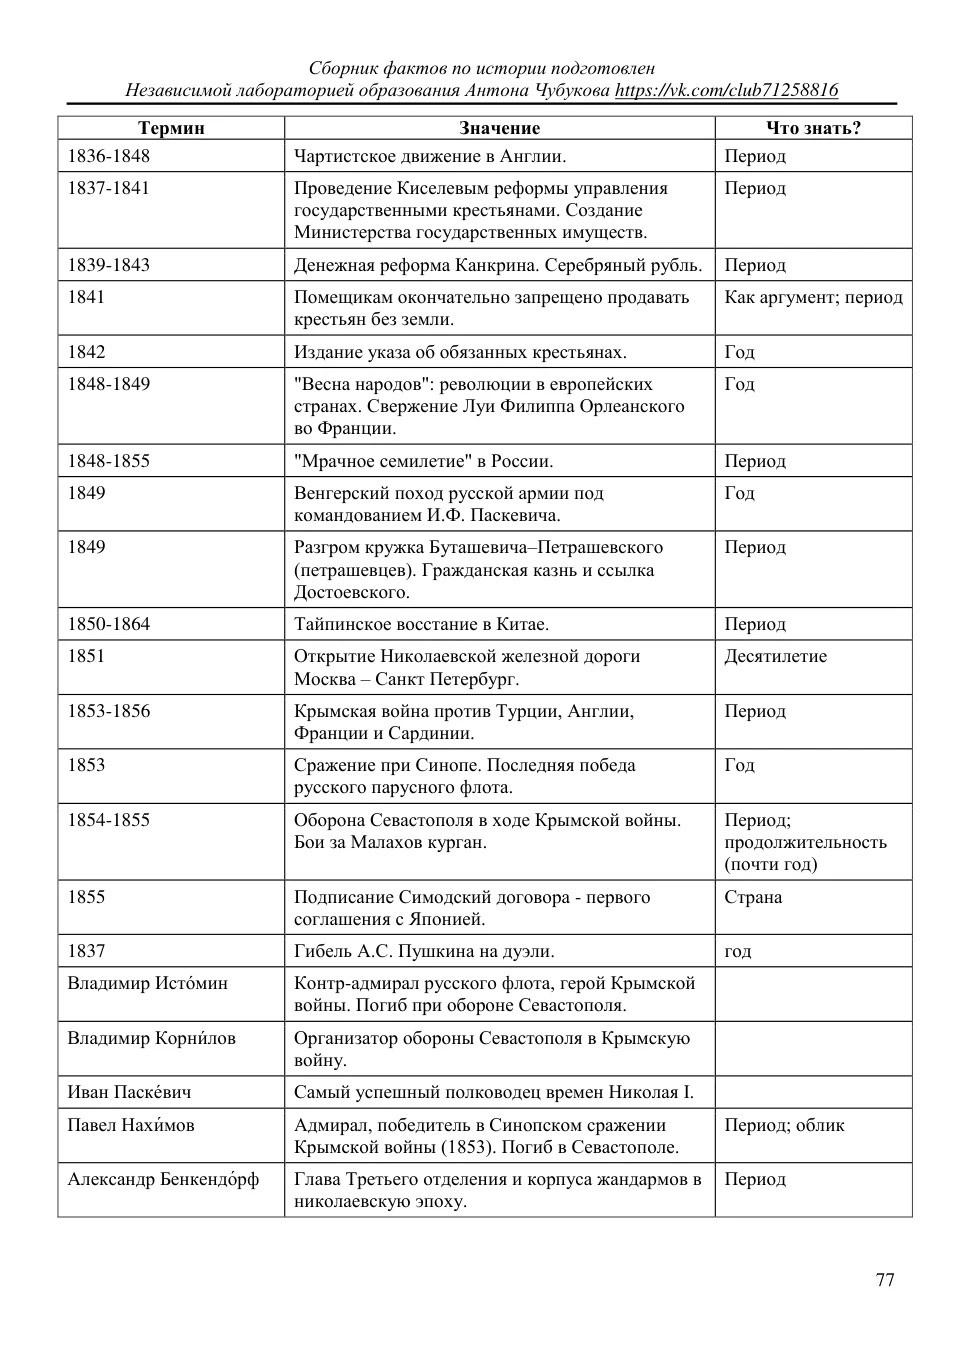 Сборник фактов по истории подготовлен
Независимой лабораторией образования Антона Чубукова https://vk.com/club71258816
Термин Значение Что знать?
1836-1848 Чартистское движение в Англии. Период
1837-1841 Проведение Киселевым реформы управления Период
государственными крестьянами. Создание
Министерства государственных имуществ.
1839-1843 Денежная реформа Канкрина. Серебряный рубль. Период
1841 Помещикам окончательно запрещено продавать Как аргумент; период
крестьян без земли.
1842 Издание указа об обязанных крестьянах. Год
1848-1849 "Весна народов": революции в европейских Год
странах. Свержение Луи Филиппа Орлеанского
во Франции.
1848-1855 "Мрачное семилетие" в России. Период
1849 Венгерский поход русской армии под Год
командованием И.Ф. Паскевича.
1849 Разгром кружка Буташевича–Петрашевского Период
(петрашевцев). Гражданская казнь и ссылка
Достоевского.
1850-1864 Тайпинское восстание в Китае. Период
1851 Открытие Николаевской железной дороги Десятилетие
Москва – Санкт Петербург.
1853-1856 Крымская война против Турции, Англии, Период
Франции и Сардинии.
1853 Сражение при Синопе. Последняя победа Год
русского парусного флота.
1854-1855 Оборона Севастополя в ходе Крымской войны. Период;
Бои за Малахов курган. продолжительность
(почти год)
1855 Подписание Симодский договора - первого Страна
соглашения с Японией.
1837 Гибель А.С. Пушкина на дуэли. год
Владимир Исто́мин Контр-адмирал русского флота, герой Крымской
войны. Погиб при обороне Севастополя.
Владимир Корни́лов Организатор обороны Севастополя в Крымскую
войну.
Иван Паске́вич Самый успешный полководец времен Николая I.
Павел Нахи́мов Адмирал, победитель в Синопском сражении Период; облик
Крымской войны (1853). Погиб в Севастополе.
Александр Бенкендо́рф Глава Третьего отделения и корпуса жандармов в Период
николаевскую эпоху.
77